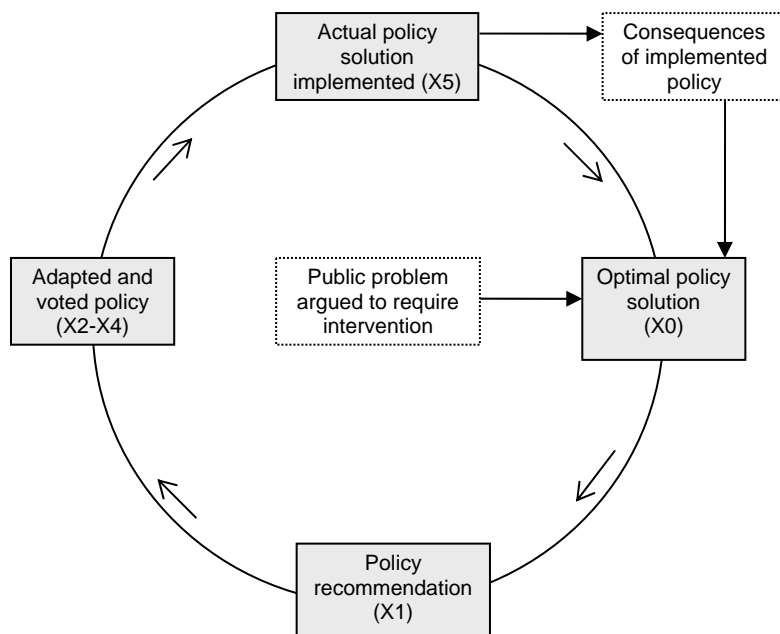 Actual policy
solution
implemented (X5)
Consequences
of implemented
policy
Adapted and
voted policy
(X2-X4)
Public problem
argued to require
intervention
Optimal policy
solution
(X0)
Policy
recommendation
(X1)